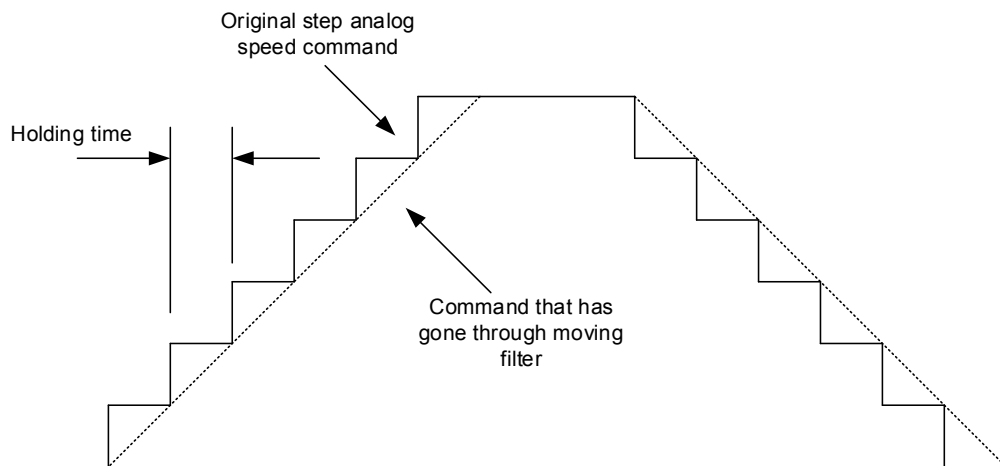 Original step analog
speed command
Holding time
Command that has
gone through moving
filter